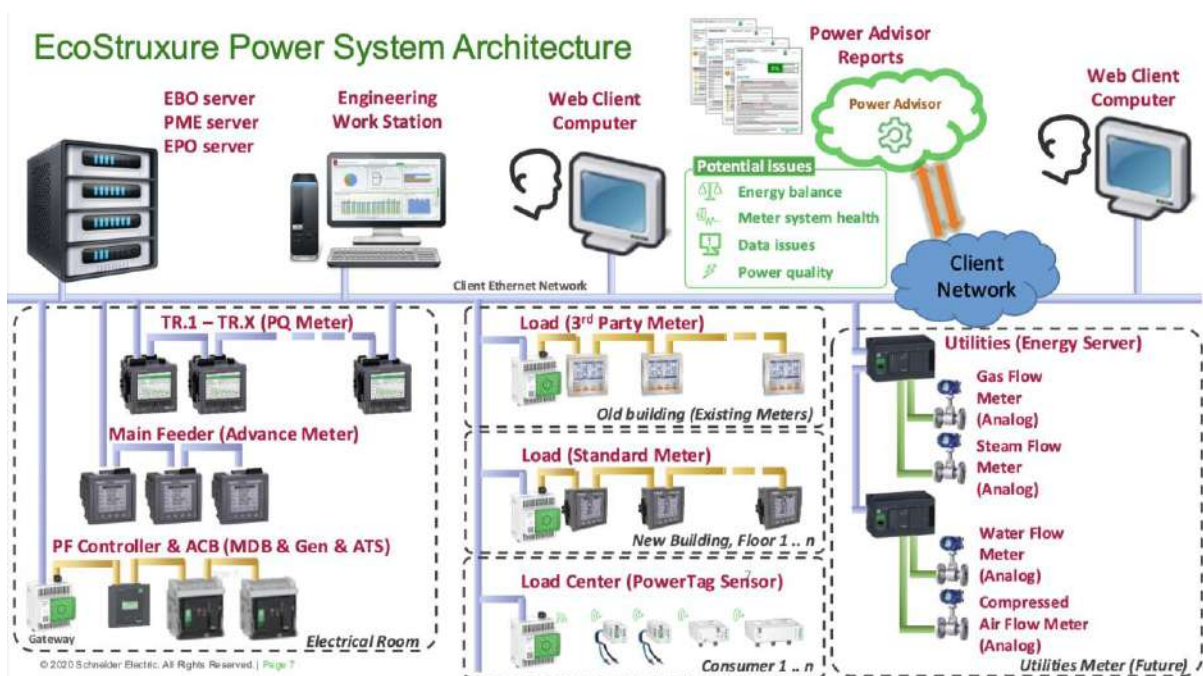 EcoStruxure Power System Architecture
EBO server
PME server
EPO server
Engineering
Work Station
Web Client
Computer
Power Advisor
Reports
Power Advisor
Web Client
Computer
Potential issues
Energy balance
Meter system health
Data issues
Power quality
Client
Network
Client Ethernet Network
TR.1 – TR.X (PQ Meter)
Main Feeder (Advance Meter)
PF Controller & ACB (MDB & Gen & ATS)
Gateway
Electrical Room
Load (3rd Party Meter)
Old building (Existing Meters)
Load (Standard Meter)
New Building, Floor 1 .. n
7
Load Center (PowerTag Sensor)
Consumer 1 .. n
Utilities (Energy Server)
Gas Flow
Meter
(Analog)
Steam Flow
Meter
(Analog)
Water Flow
Meter
(Analog)
Compressed
Air Flow Meter
(Analog)
Utilities Meter (Future)
© 2020 Schneider Electric. All Rights Reserved. | Page 7